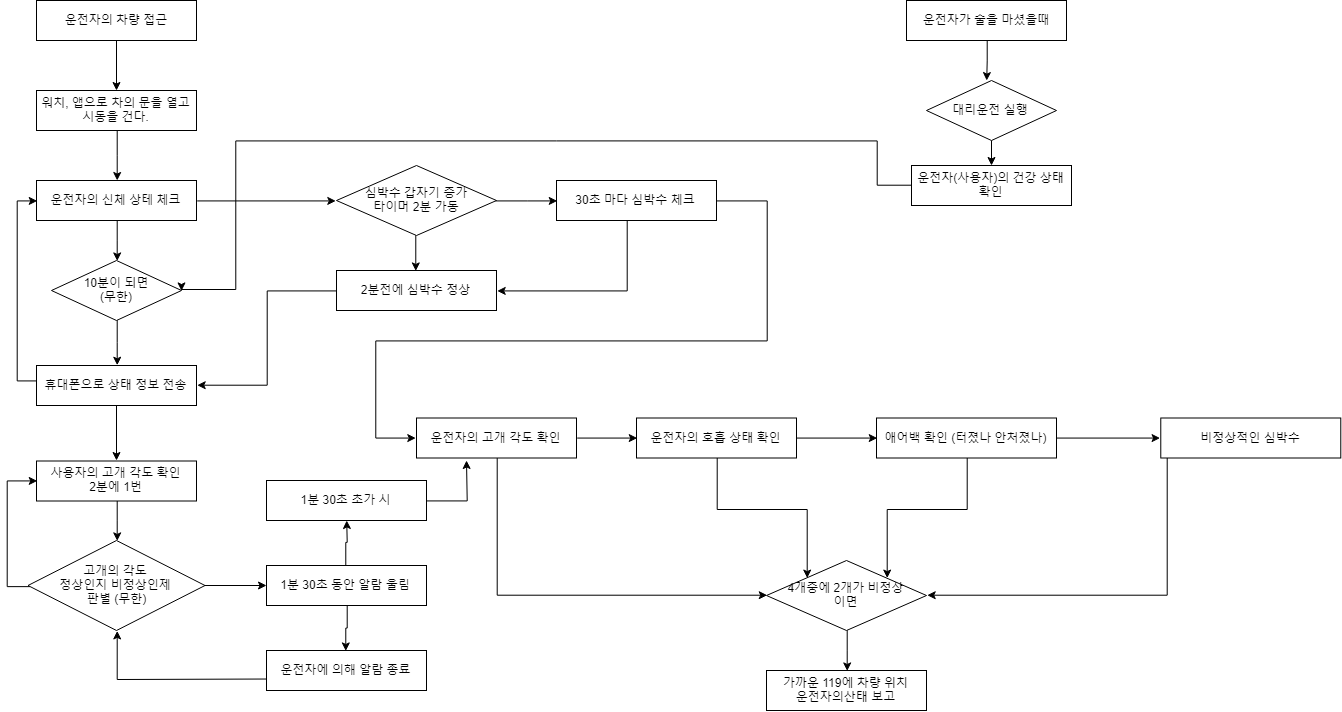 운전자의 차량 접근
운전자가 술을 마셨을때
워치, 앱으로 차의 문을 열고
시동을 건다.
대리운전 실행
운전자의 신체 상테 체크
심박수 갑자기 증가
타이머 2분 가동
30초 마다 심박수 체크
운전자(사용자)의 건강 상태
확인
10분이 되면
(무한)
2분전에 심박수 정상
휴대폰으로 상태 정보 전송
운전자의 고개 각도 확인
운전자의 호흡 상태 확인
애어백 확인 (터졌나 안처졌나)
비정상적인 심박수
사용자의 고개 각도 확인
2분에 1번
1분 30초 초가 시
고개의 각도
정상인지 비정상인제
판별 (무한)
1분 30초 동안 알람 울림
4개중에 2개가 비정상
이면
운전자에 의해 알람 종료
가까운 119에 차량 위치
운전자의산태 보고